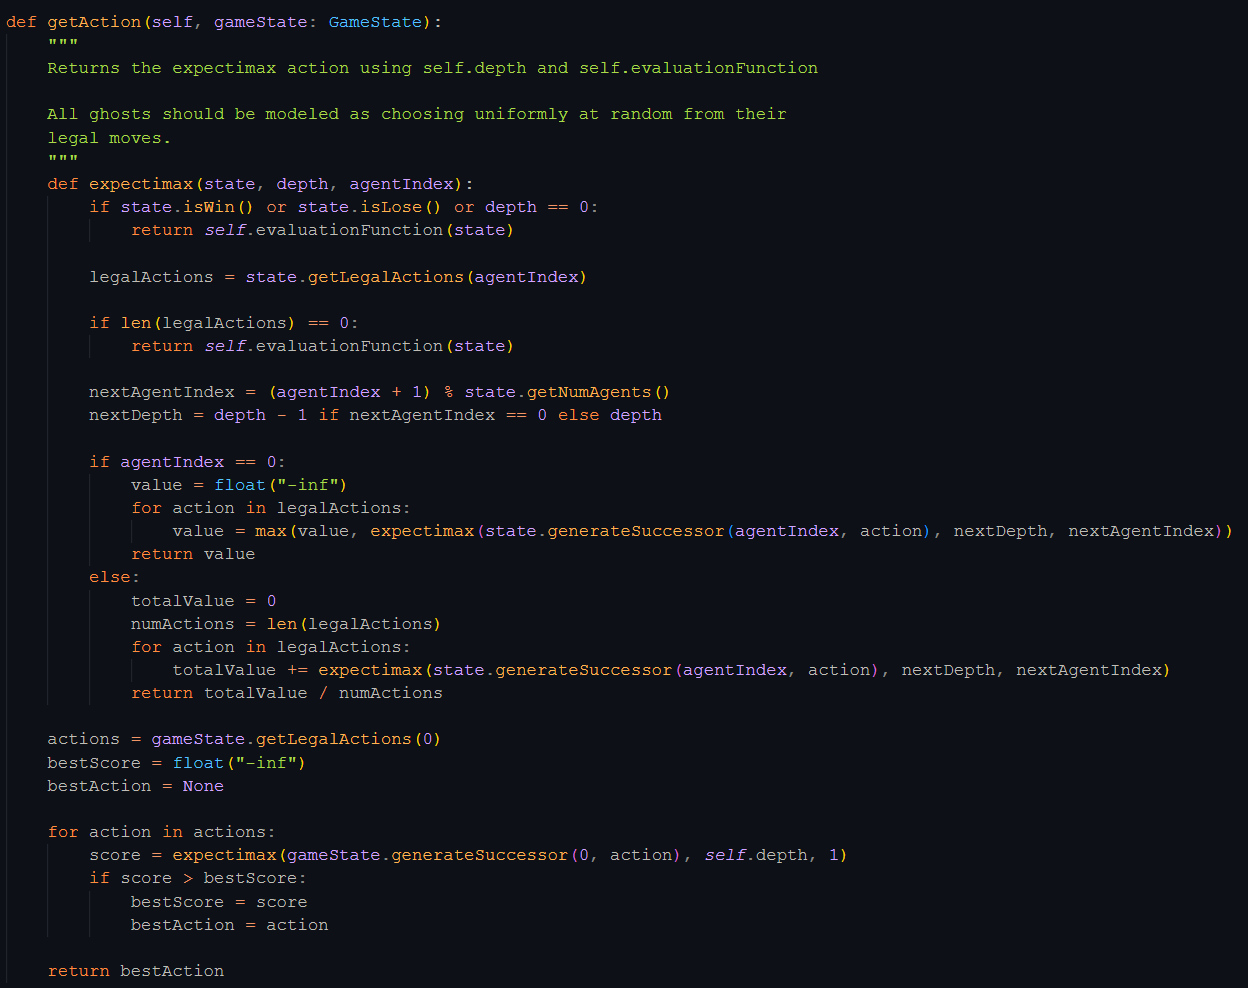 def getAction(self, gameState: GameState):
    """
    Returns the expectimax action using self.depth and self.evaluationFunction

    All ghosts should be modeled as choosing uniformly at random from their
    legal moves.
    """
    def expectimax(state, depth, agentIndex):
        if state.isWin() or state.isLose() or depth == 0:
            return self.evaluationFunction(state)

        legalActions = state.getLegalActions(agentIndex)

        if len(legalActions) == 0:
            return self.evaluationFunction(state)

        nextAgentIndex = (agentIndex + 1) % state.getNumAgents()
        nextDepth = depth - 1 if nextAgentIndex == 0 else depth

        if agentIndex == 0:
            value = float("-inf")
            for action in legalActions:
                value = max(value, expectimax(state.generateSuccessor(agentIndex, action), nextDepth, nextAgentIndex))
            return value
        else:
            totalValue = 0
            numActions = len(legalActions)
            for action in legalActions:
                totalValue += expectimax(state.generateSuccessor(agentIndex, action), nextDepth, nextAgentIndex)
            return totalValue / numActions

    actions = gameState.getLegalActions(0)
    bestScore = float("-inf")
    bestAction = None

    for action in actions:
        score = expectimax(gameState.generateSuccessor(0, action), self.depth, 1)
        if score > bestScore:
            bestScore = score
            bestAction = action

    return bestAction